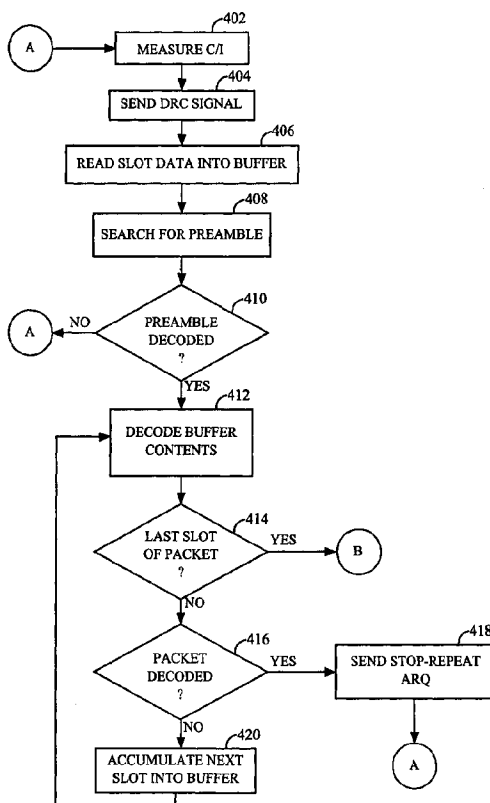 402
A
MEASURE C/I
404
SEND DRC SIGNAL
406
READ SLOT DATA INTO BUFFER
408
SEARCH FOR PREAMBLE
410
A
NO
PREAMBLE
DECODED
?
YES
412
DECODE BUFFER
CONTENTS
414
LAST SLOT
OF PACKET
?
YES
B
NO
416
PACKET
DECODED
?
YES
418
SEND STOP-REPEAT
ARQ
A
NO
420
ACCUMULATE NEXT
SLOT INTO BUFFER